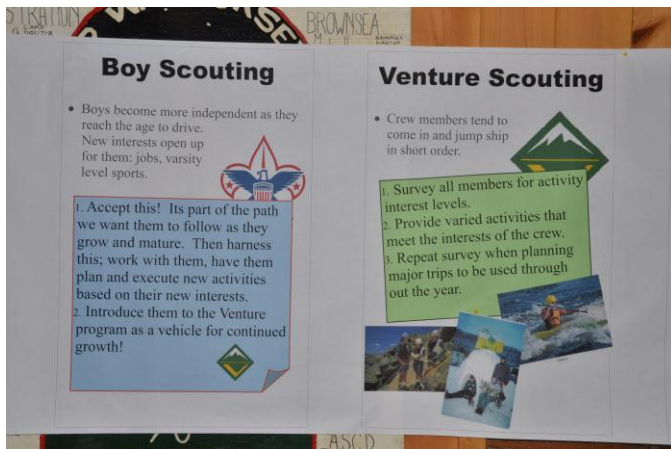 STRATION
CAMP
DIRECTOR
BROWNSEA
BROWNSEA
DIRECTOR
Boy Scouting
• Boys become more independent as they
reach the age to drive.
New interests open up
for them: jobs, varsity
level sports.
1. Accept this! Its part of the path
we want them to follow as they
grow and mature. Then harness
this; work with them, have them
plan and execute new activities
based on their new interests.
2. Introduce them to the Venture
program as a vehicle for continued
growth!
Venture Scouting
• Crew members tend to
come in and jump ship
in short order.
1. Survey all members for activity
interest levels.
2. Provide varied activities that
meet the interests of the crew.
3. Repeat survey when planning
major trips to be used through
out the year.
ASCD